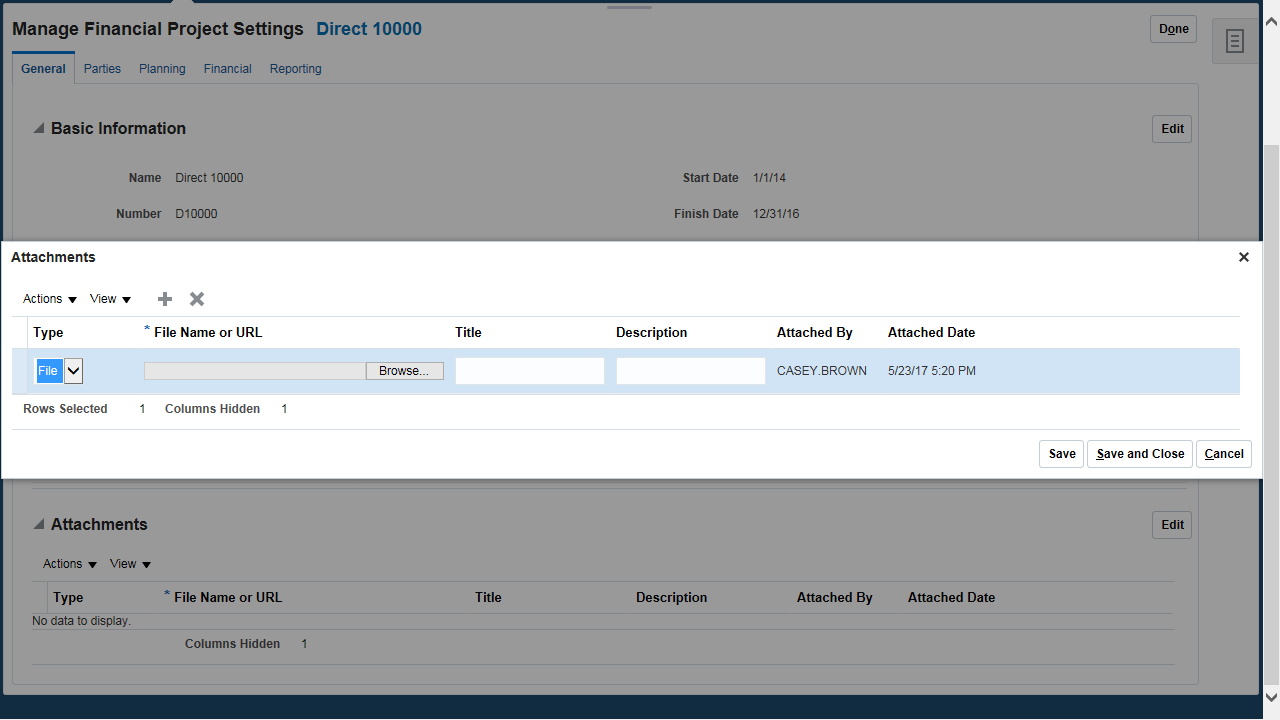 Manage Financial Project Settings Direct 10000
Done
General Parties Planning Financial Reporting
Basic Information
Edit
Name Direct 10000 Start Date 1/1/14
Number D10000 Finish Date 12/31/16
Attachments
Actions View
Type * File Name or URL Title Description Attached By Attached Date
File Browse... CASEY.BROWN 5/23/17 5:20 PM
Rows Selected 1 Columns Hidden 1
Save Save and Close Cancel
Attachments
Edit
Actions View
Type * File Name or URL Title Description Attached By Attached Date
No data to display.
Columns Hidden 1